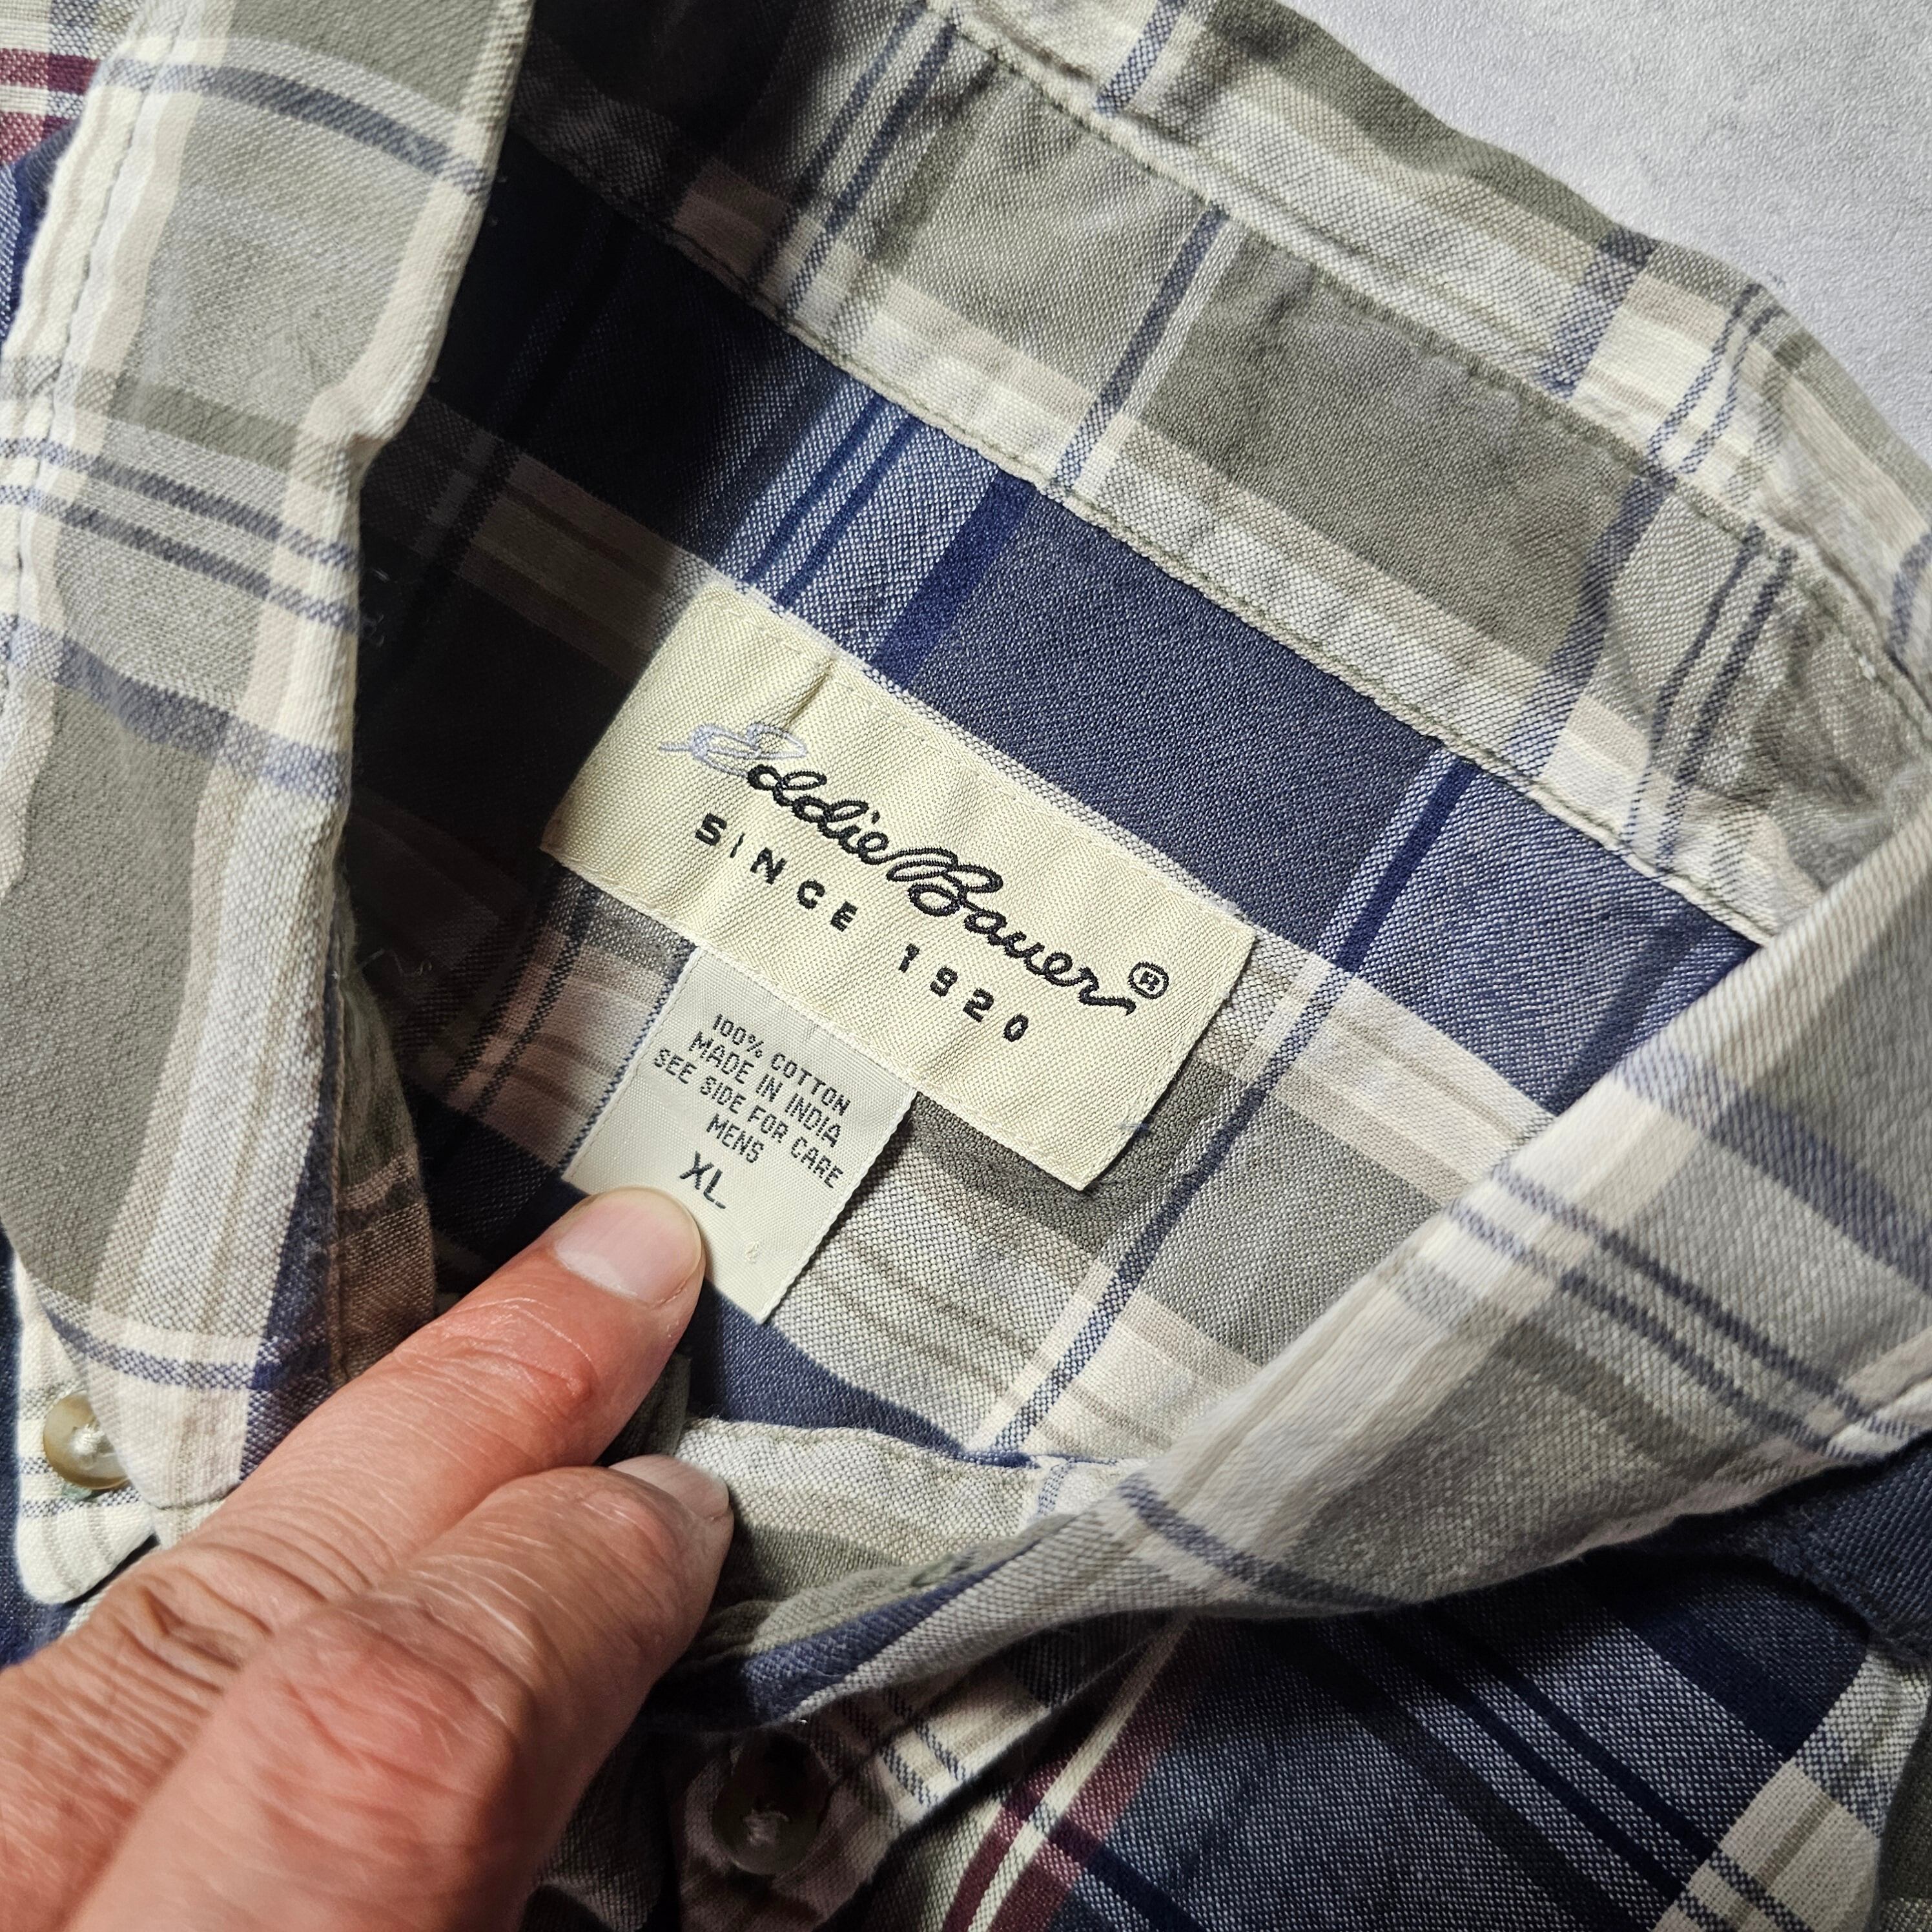 Eddie Bauer®
SINCE 1920
100% COTTON
MADE IN INDIA
SEE SIDE FOR CARE
MENS
XL